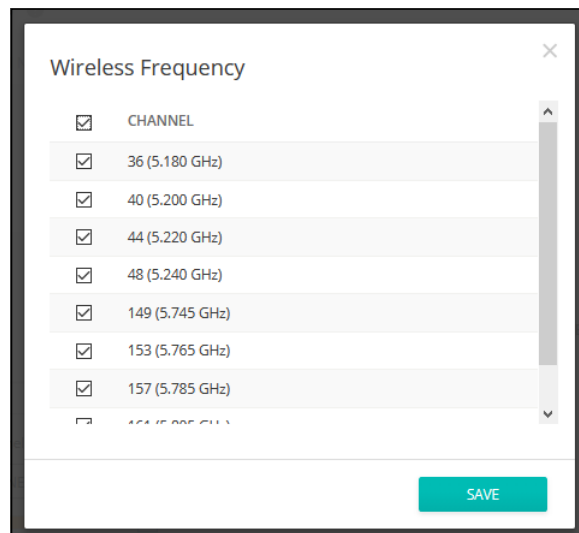 Wireless Frequency
CHANNEL
36 (5.180 GHz)
40 (5.200 GHz)
44 (5.220 GHz)
48 (5.240 GHz)
149 (5.745 GHz)
153 (5.765 GHz)
157 (5.785 GHz)
SAVE